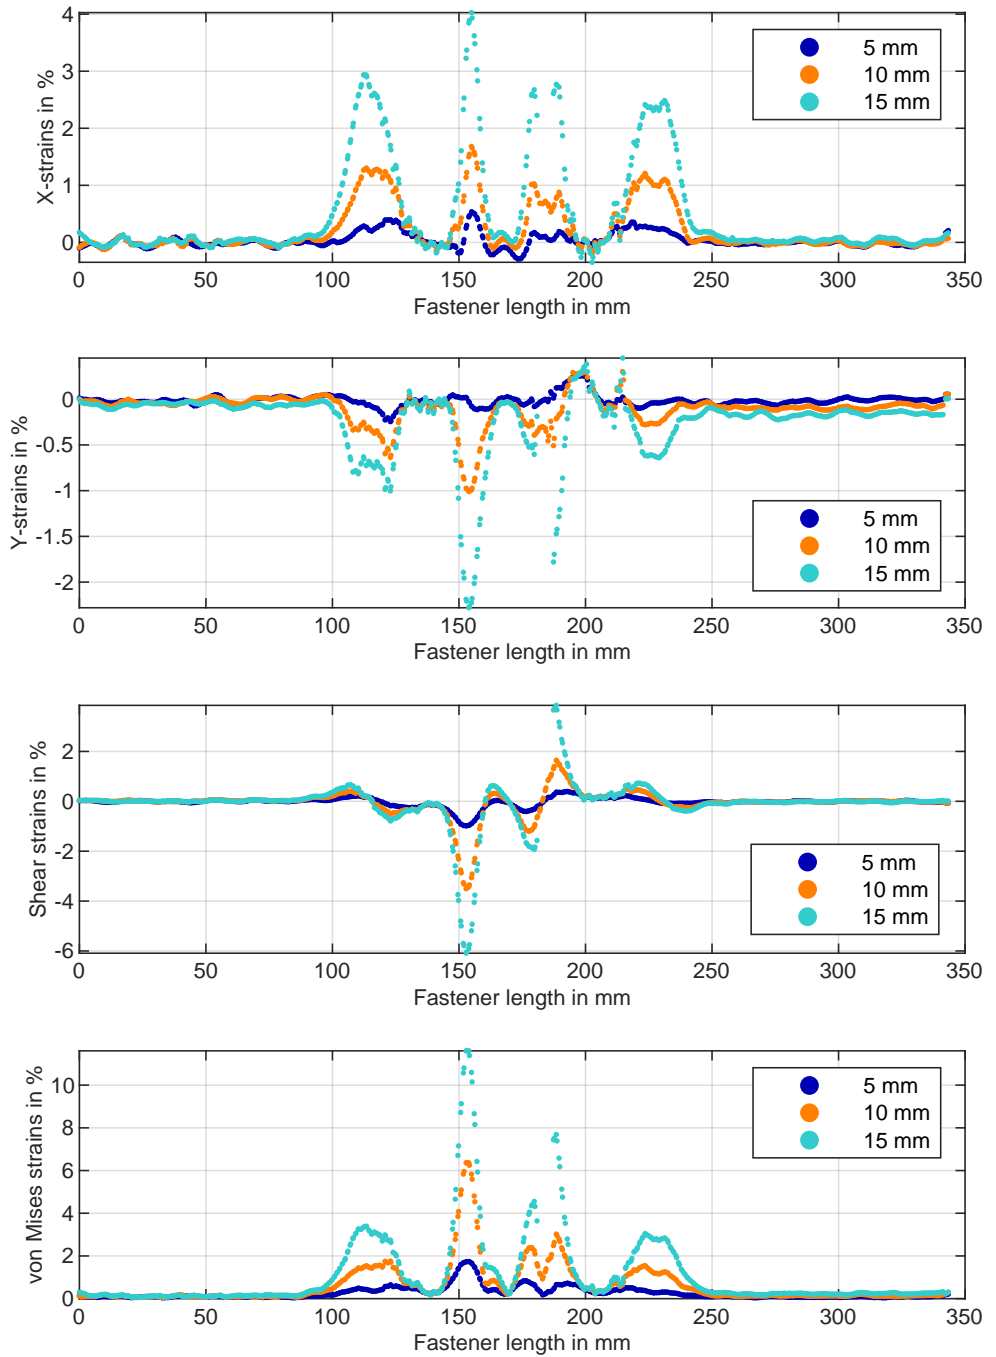 X-strains in %
4
3
2
1
0
0 50 100 150 200 250 300 350
Fastener length in mm
5 mm
10 mm
15 mm
Y-strains in %
0
-0.5
-1
-1.5
-2
0 50 100 150 200 250 300 350
Fastener length in mm
5 mm
10 mm
15 mm
Shear strains in %
2
0
-2
-4
-6
0 50 100 150 200 250 300 350
Fastener length in mm
5 mm
10 mm
15 mm
von Mises strains in %
10
8
6
4
2
0
0 50 100 150 200 250 300 350
Fastener length in mm
5 mm
10 mm
15 mm